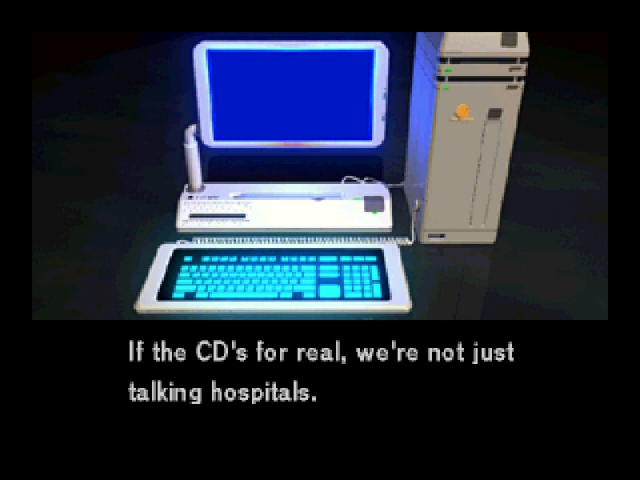 If the CD's for real, we're not just
talking hospitals.